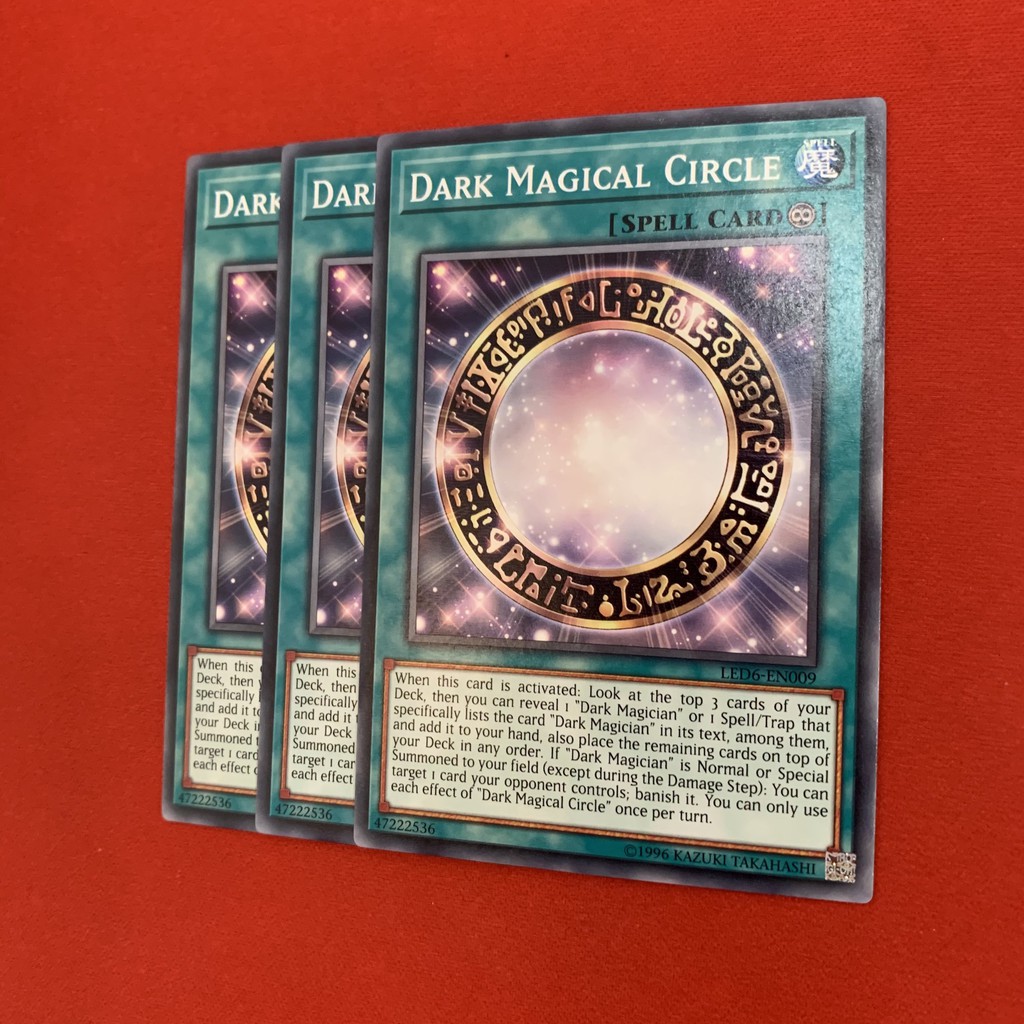 DARK
DARK
DARK MAGICAL CIRCLE
SPELL
魔
[SPELL CARD]
LED6-EN009
When this
Deck, then
specifically
and add it to
your Deck in
Summoned
target 1 card
each effect
47222536
When this
Deck, then
specifically
and add it
your Deck
Summoned
target 1 car
each effect
47222536
When this card is activated: Look at the top 3 cards of your
Deck, then you can reveal 1 "Dark Magician" or 1 Spell/Trap that
specifically lists the card "Dark Magician" in its text, among them,
and add it to your hand, also place the remaining cards on top of
your Deck in any order. If "Dark Magician" is Normal or Special
Summoned to your field (except during the Damage Step): You can
target 1 card your opponent controls; banish it. You can only use
each effect of "Dark Magical Circle" once per turn.
47222536
©1996 KAZUKI TAKAHASHI